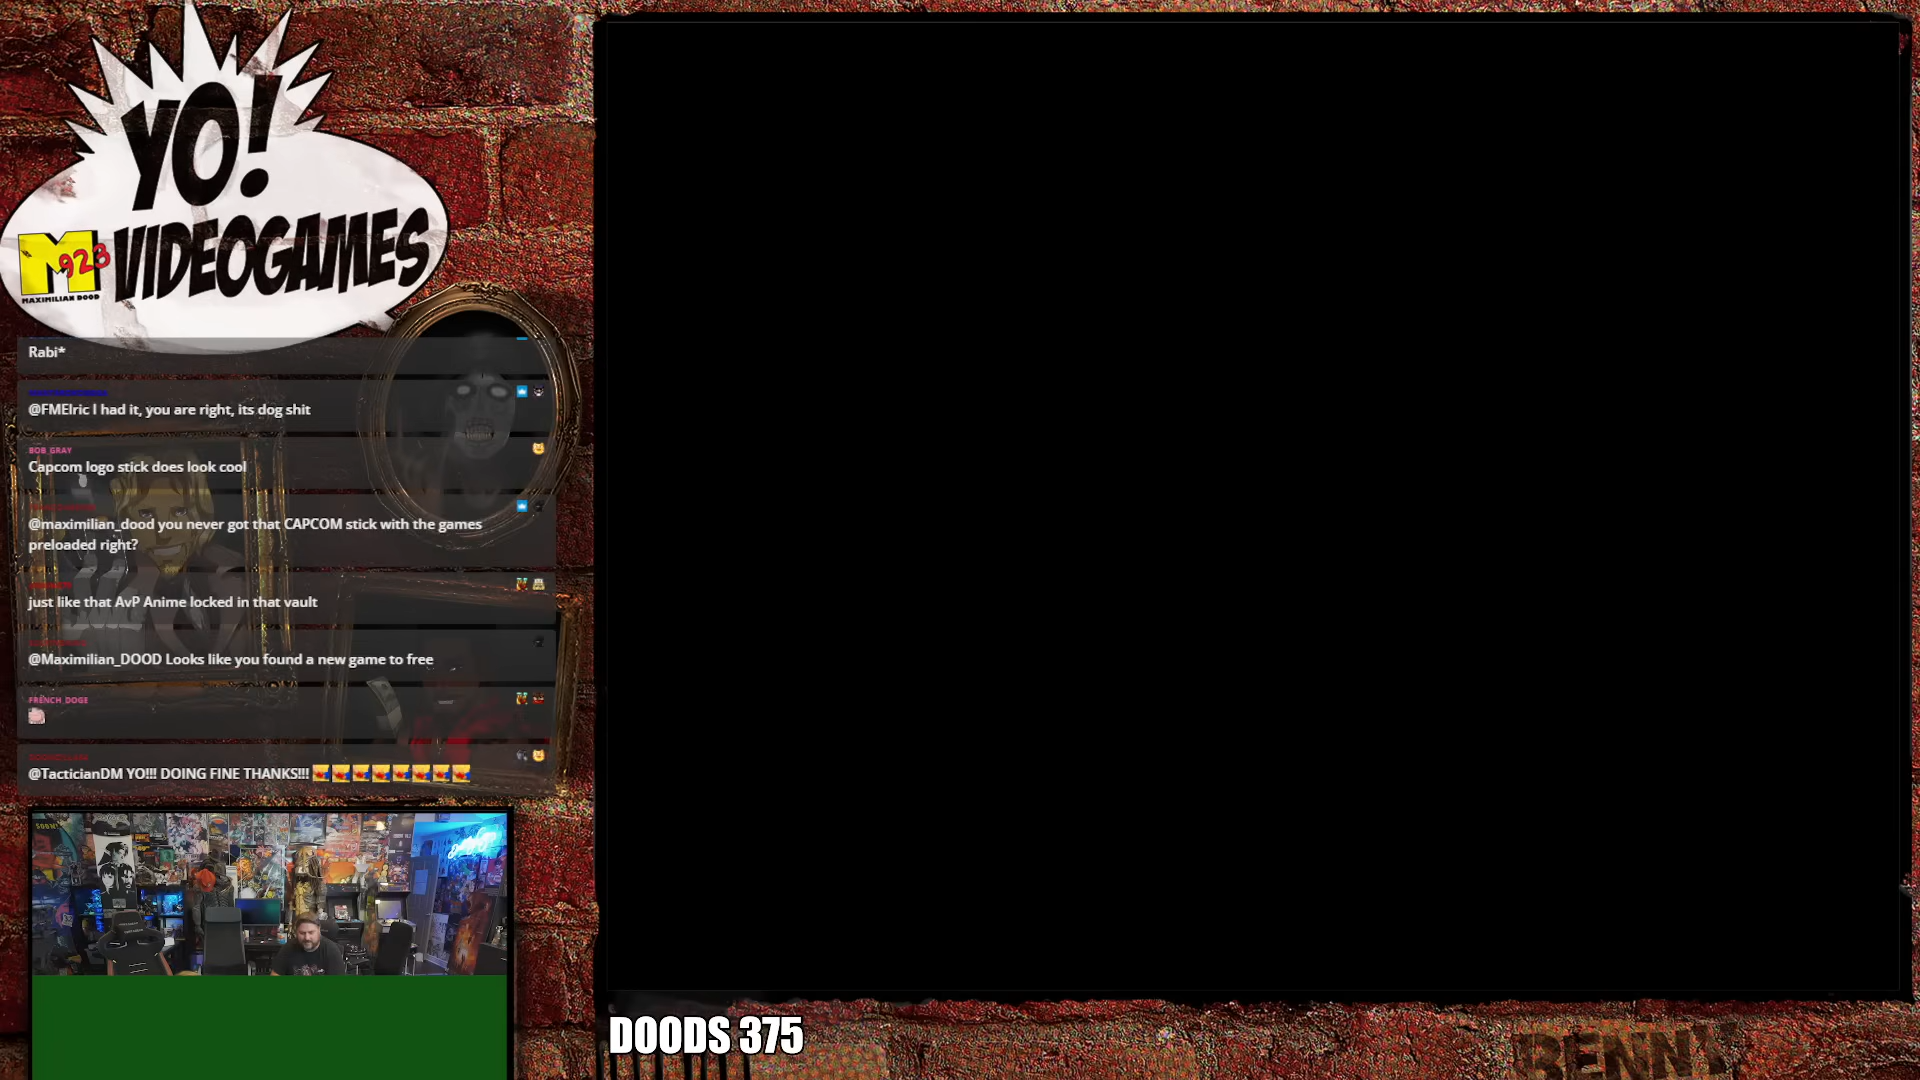 YO!
M 923
VIDEOGAMES
MAXIMILIAN DOOD
Rabi*
@FMEIric I had it, you are right, its dog shit
BOB_GRAY
Capcom logo stick does look cool
@maximilian_dood you never got that CAPCOM stick with the games
preloaded right?
just like that AvP Anime locked in that vault
@Maximilian_DOOD Looks like you found a new game to free
FRENCH_DOGE
@TacticianDM YO!!! DOING FINE THANKS!!!
DOODS 375
BENNY